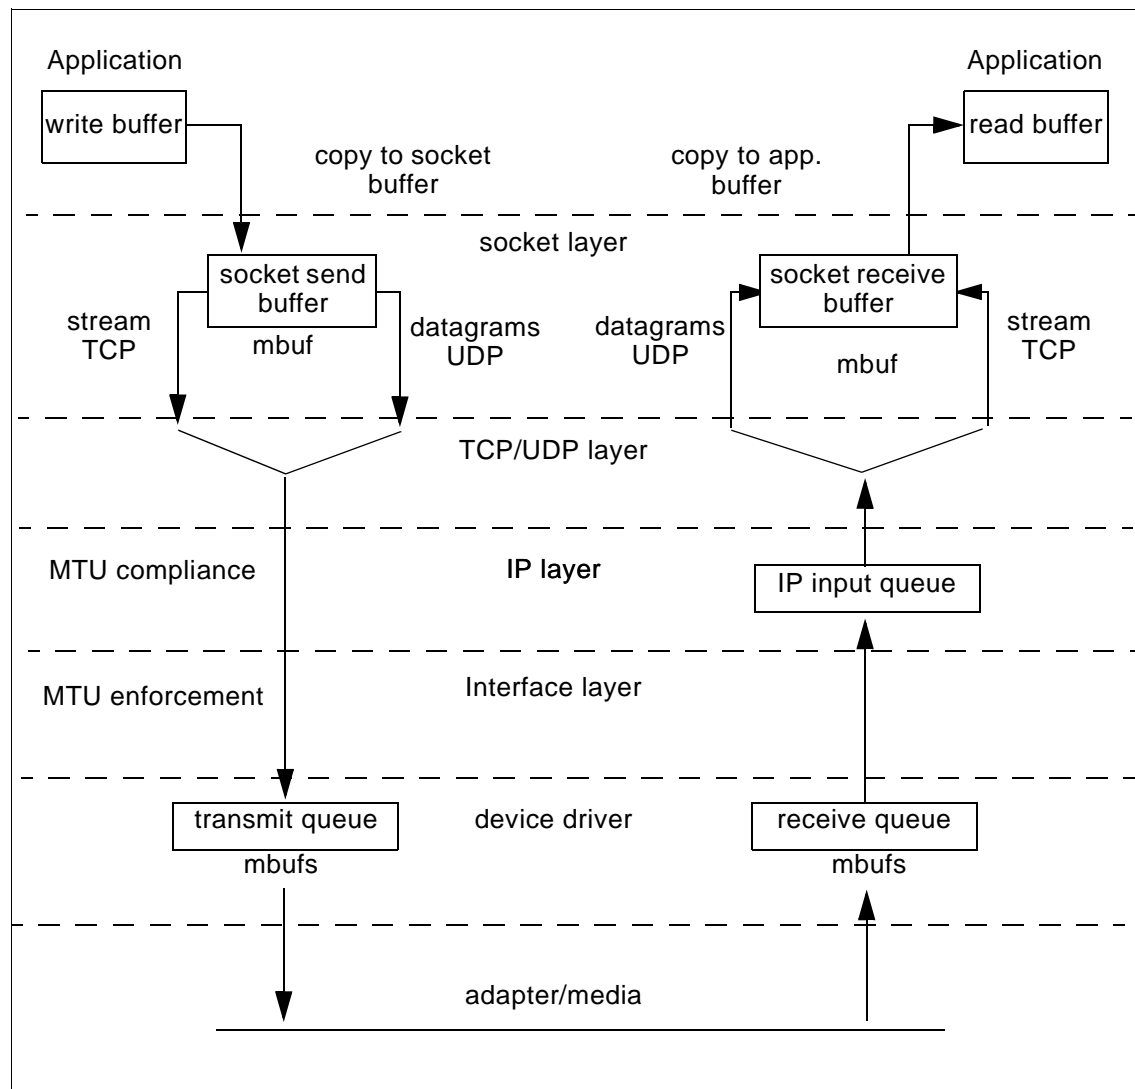 Application
Application
write buffer
read buffer
copy to socket
buffer
copy to app.
buffer
socket layer
socket send
buffer
socket receive
buffer
stream
TCP
mbuf
datagrams
UDP
datagrams
UDP
mbuf
stream
TCP
TCP/UDP layer
MTU compliance
IP layer
IP input queue
MTU enforcement
Interface layer
transmit queue
device driver
receive queue
mbufs
mbufs
adapter/media